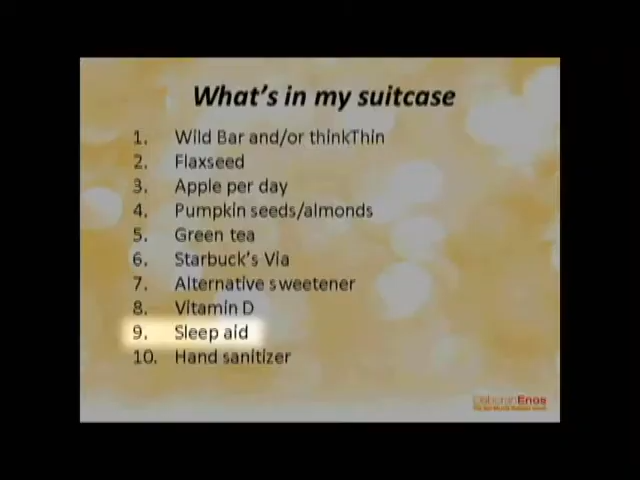 What's in my suitcase
1. Wild Bar and/or thinkThin
2. Flaxseed
3. Apple per day
4. Pumpkin seeds/almonds
5. Green tea
6. Starbuck's Via
7. Alternative sweetener
8. Vitamin D
9. Sleep aid
10. Hand sanitizer
DeborahEnos